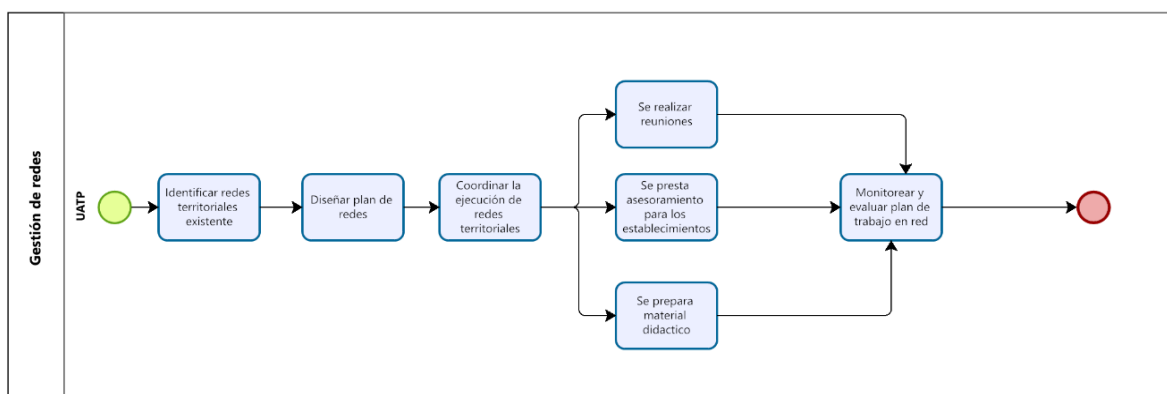 Gestión de redes
UATP
Identificar redes
territoriales
existente
Diseñar plan de
redes
Coordinar la
ejecución de redes
territoriales
Se realizar
reuniones
Se presta
asesoramiento
para los
establecimientos
Se prepara
material
didactico
Monitorear y
evaluar plan de
trabajo en red